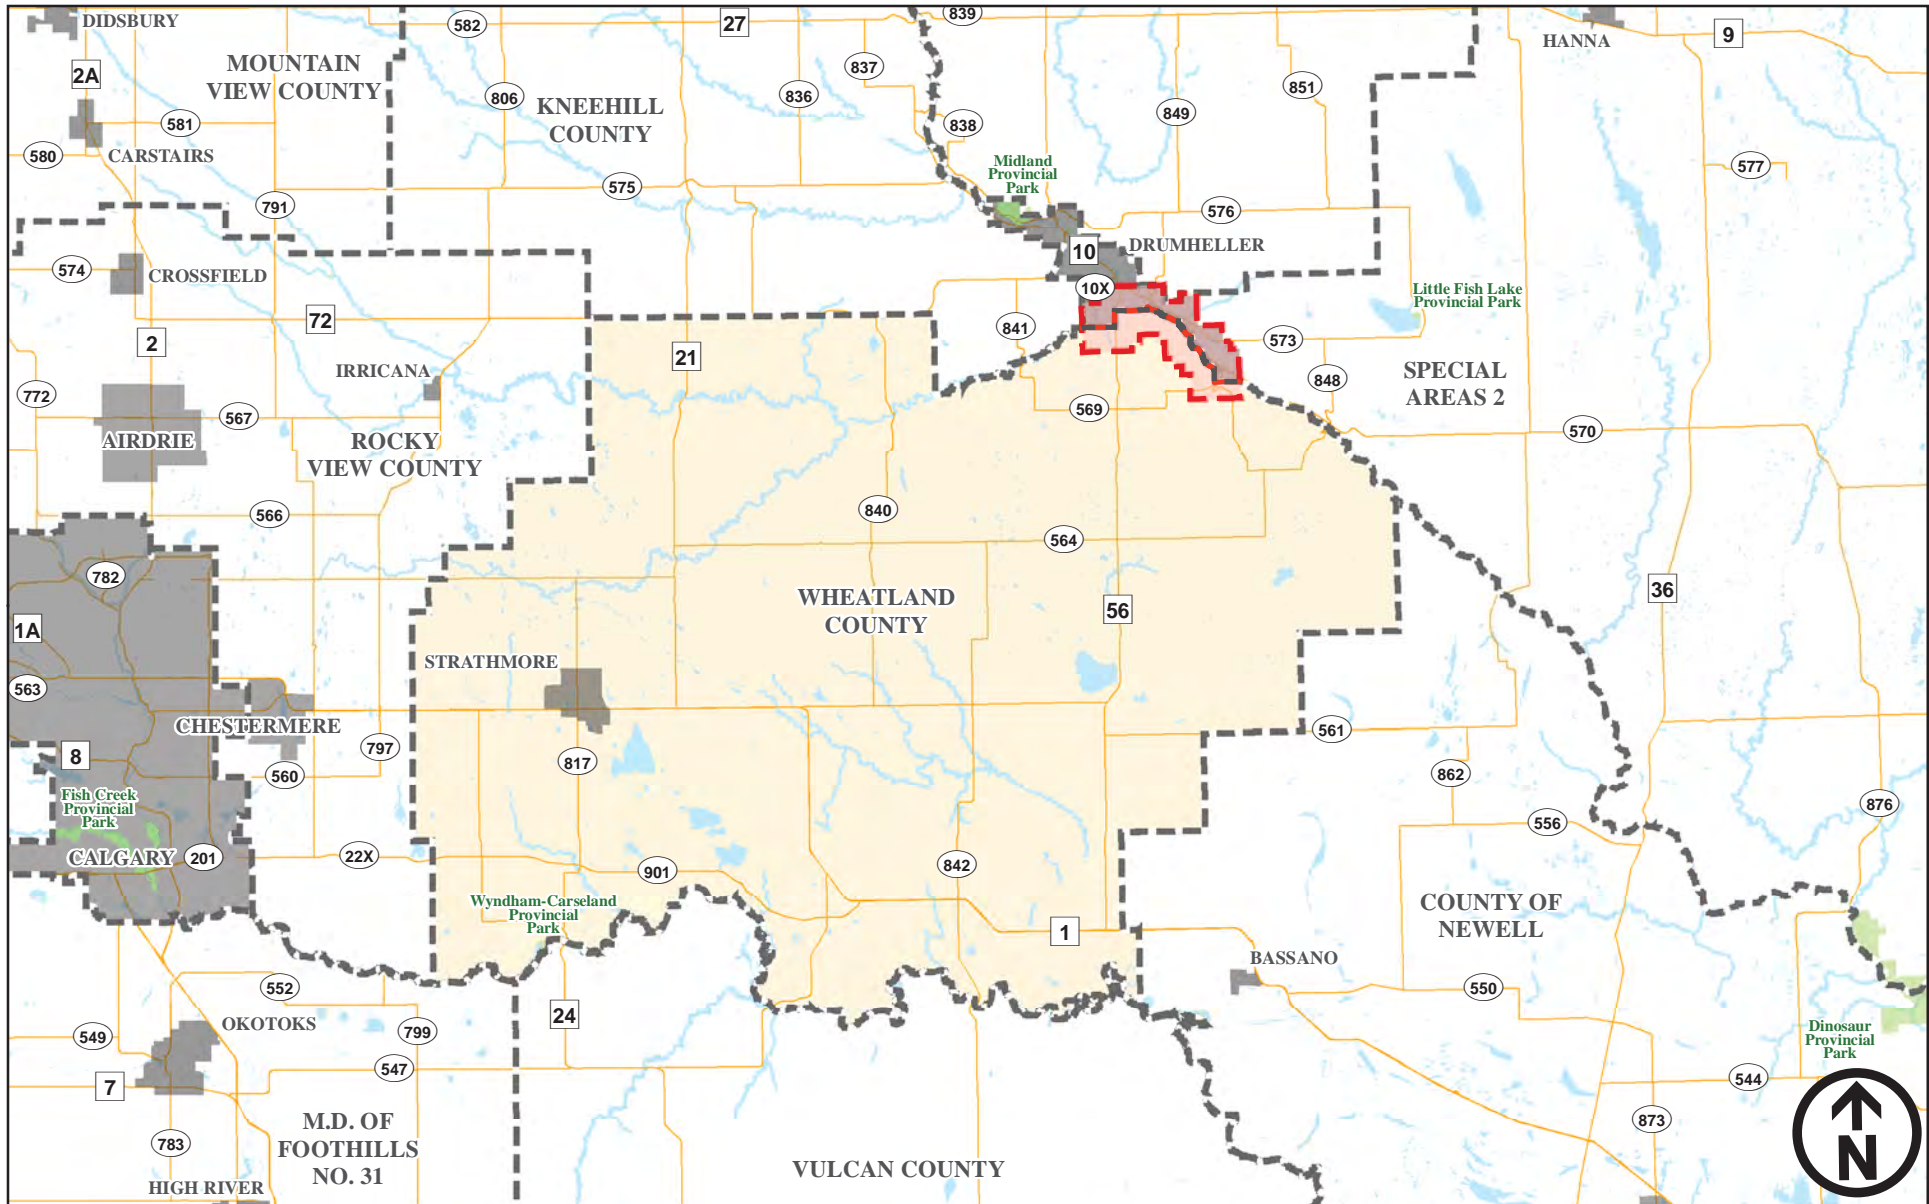 DIDSBURY
582
27
839
HANNA
9
2A
MOUNTAIN
VIEW COUNTY
837
806
KNEEHILL
COUNTY
836
851
849
838
581
580
CARSTAIRS
577
Midland
Provincial
Park
575
791
576
574
CROSSFIELD
10
DRUMHELLER
10X
Little Fish Lake
Provincial Park
72
2
841
573
21
IRRICANA
772
848
SPECIAL
AREAS 2
567
569
570
AIRDRIE
ROCKY
VIEW COUNTY
566
840
564
782
36
1A
WHEATLAND
COUNTY
56
STRATHMORE
563
CHESTERMERE
561
797
8
817
560
862
Fish Creek
Provincial
Park
876
556
CALGARY
201
22X
901
842
Wyndham-Carseland
Provincial
Park
COUNTY OF
NEWELL
1
BASSANO
552
550
OKOTOKS
24
549
799
Dinosaur
Provincial
Park
547
7
544
M.D. OF
FOOTHILLS
NO. 31
873
783
VULCAN COUNTY
HIGH RIVER
N